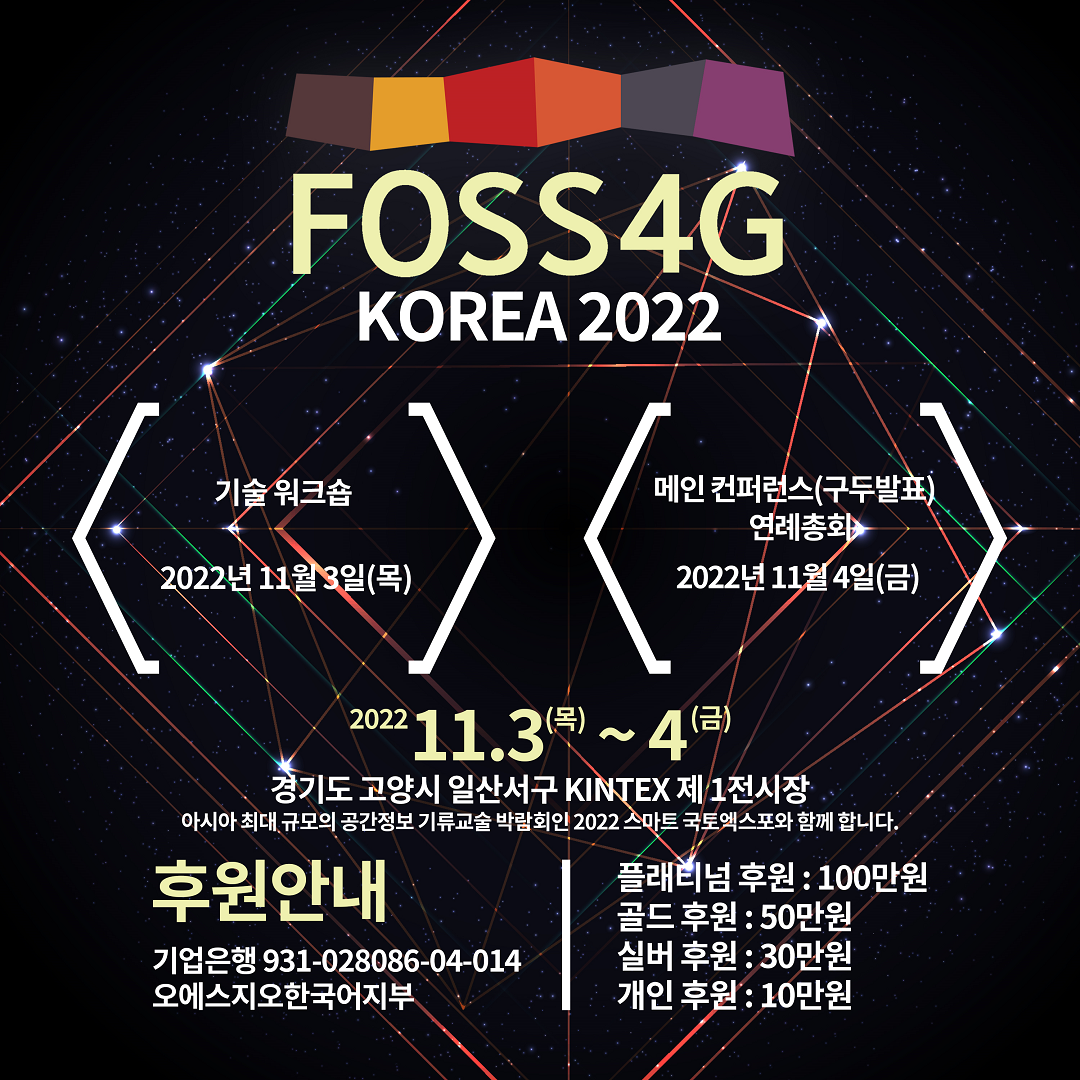 FOSS4G
KOREA 2022
기술 워크숍
2022년 11월 3일(목)
메인 컨퍼런스(구두발표)
연례총회
2022년 11월 4일(금)
2022 11.3(목) ~ 4(금)
경기도 고양시 일산서구 KINTEX 제 1전시장
아시아 최대 규모의 공간정보 기류교술 박람회인 2022 스마트 국토엑스포와 함께 합니다.
후원안내
기업은행 931-028086-04-014
오에스지오한국어지부
플래티넘 후원 : 100만원
골드 후원 : 50만원
실버 후원 : 30만원
개인 후원 : 10만원